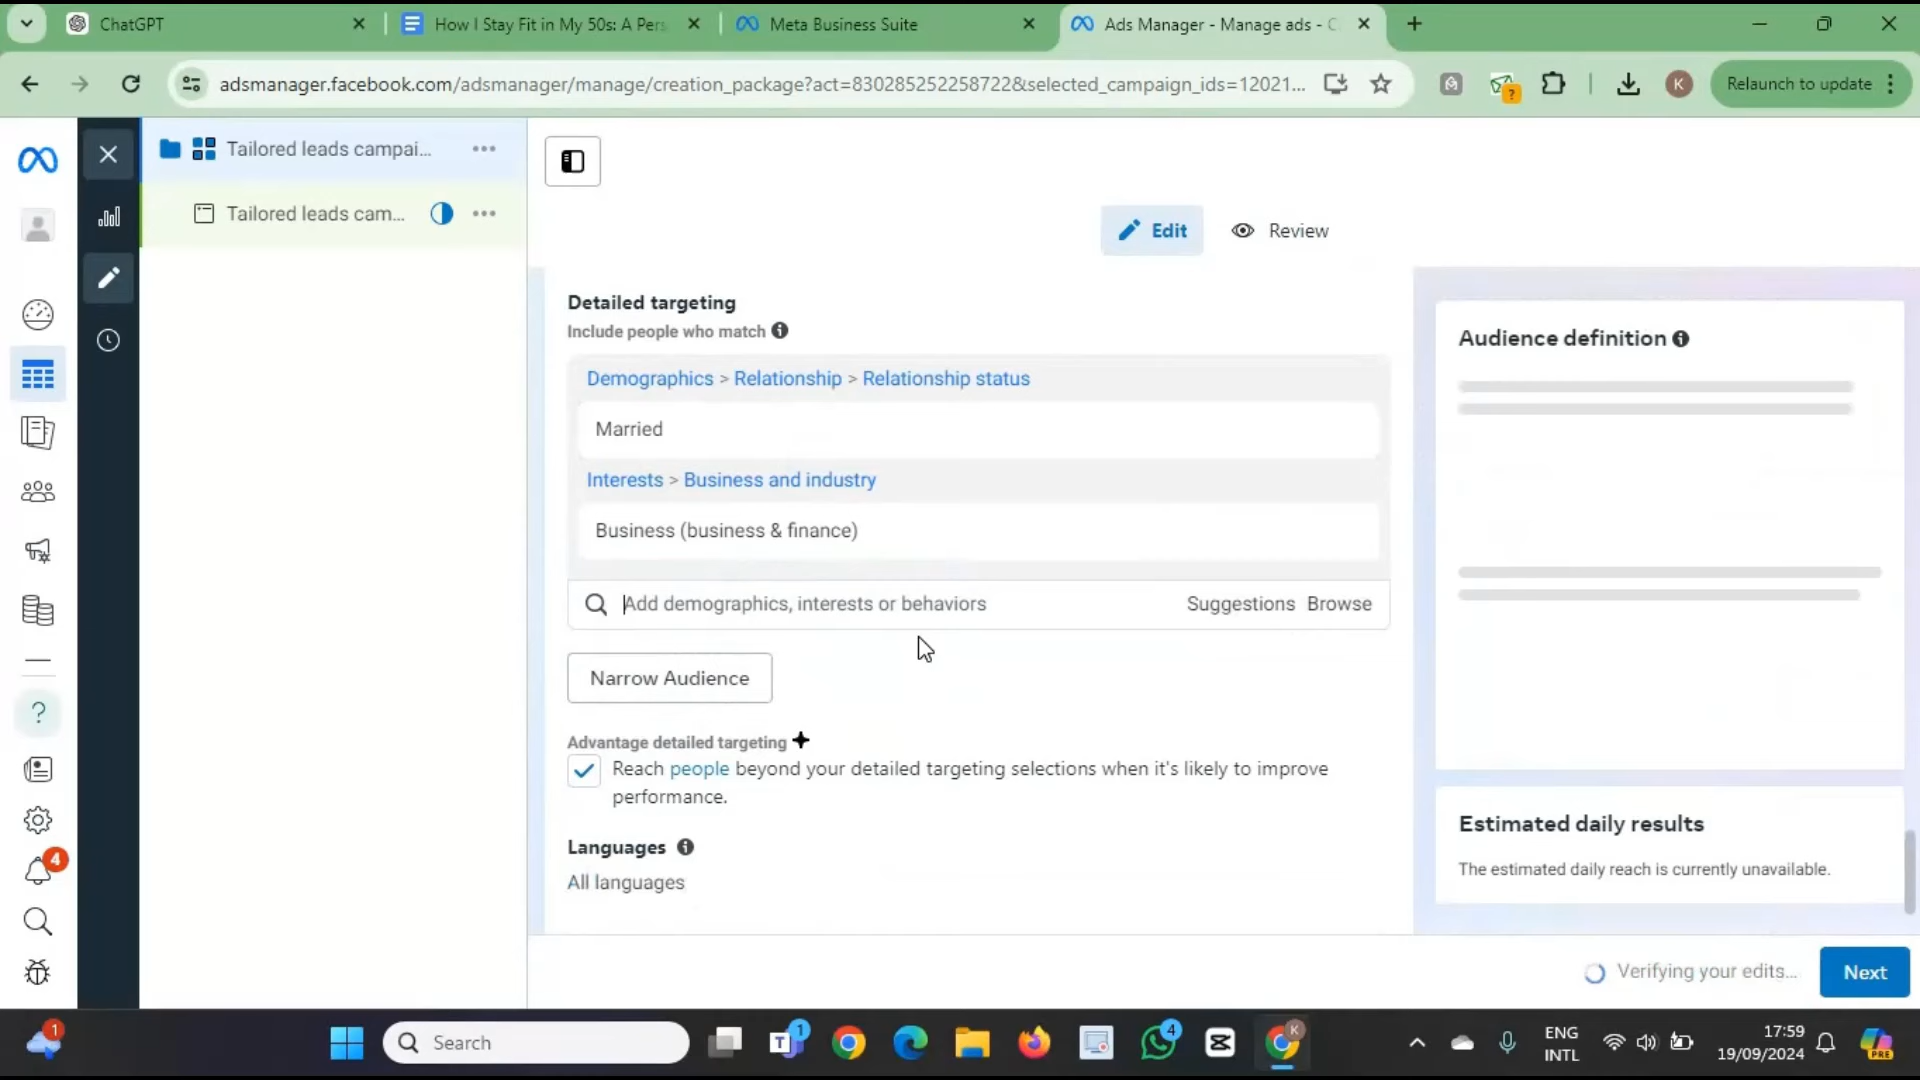 ChatGPT
How I Stay Fit in My 50s: A Pers
Meta Business Suite
Ads Manager - Manage ads - C
adsmanager.facebook.com/adsmanager/manage/creation_package?act=830285252258722&selected_campaign_ids=12021...
?
K
Relaunch to update
Tailored leads campai...
Tailored leads cam...
Edit
Review
Detailed targeting
Include people who match
Demographics > Relationship > Relationship status
Married
Interests > Business and industry
Business (business & finance)
Add demographics, interests or behaviors
Suggestions
Browse
Narrow Audience
Advantage detailed targeting
Reach people beyond your detailed targeting selections when it's likely to improve
performance.
Languages
All languages
Audience definition
Estimated daily results
The estimated daily reach is currently unavailable.
?
4
Verifying your edits...
Next
1
Search
T
1
4
K
ENG
INTL
17:59
19/09/2024
PRE